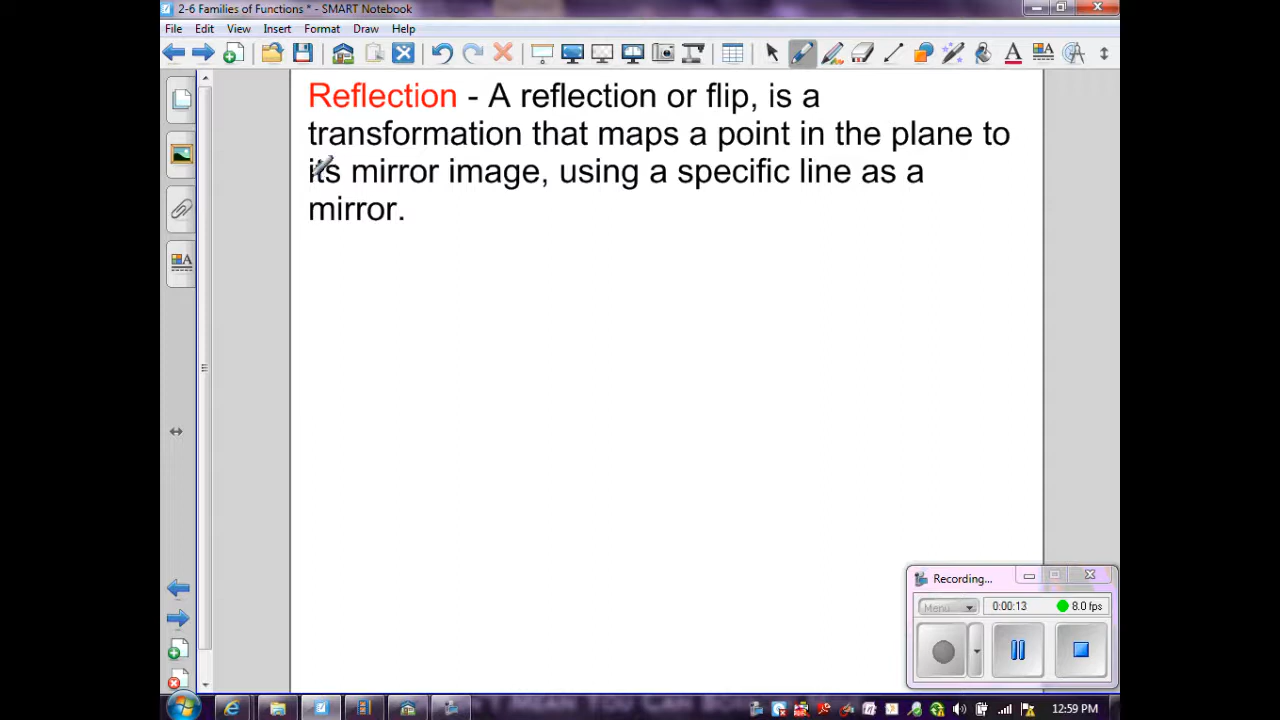 2-6 Families of Functions * - SMART Notebook
File Edit View Insert Format Draw Help
Reflection - A reflection or flip, is a
transformation that maps a point in the plane to
its mirror image, using a specific line as a
mirror.
Recording...
Menu 0:00:13 8.0 fps
12:59 PM